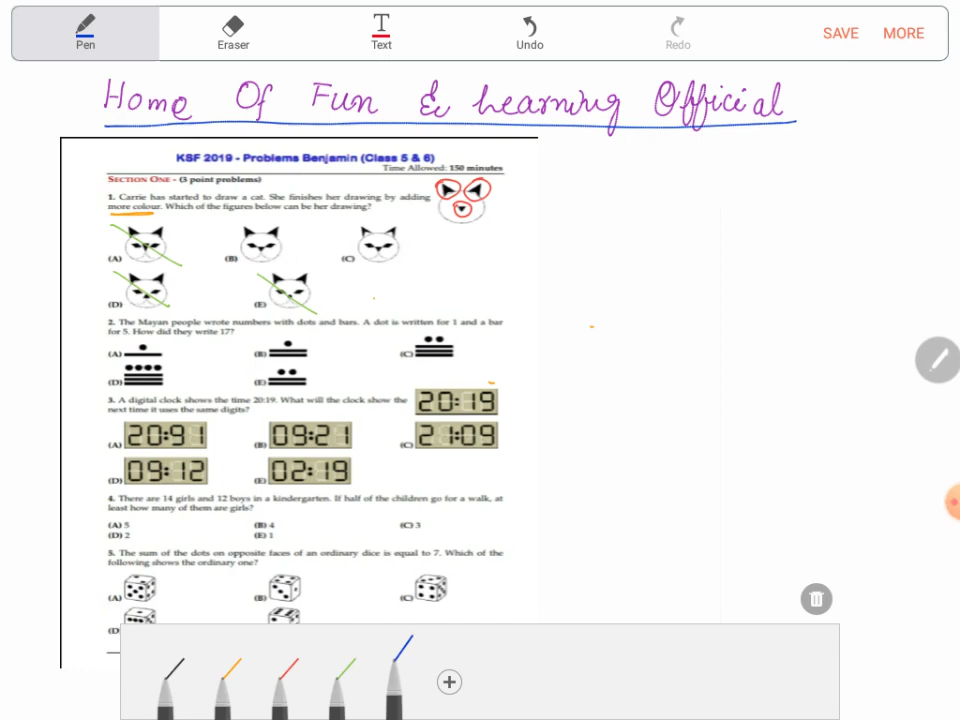 Pen Eraser Text Undo Redo SAVE MORE
Home Of Fun & Learning Official
KSF 2019 - Problems Benjamin (Class 5 & 6)
Time Allowed: 150 minutes
SECTION ONE - (3 point problems)
1. Carrie has started to draw a cat. She finishes her drawing by adding
more colour. Which of the figures below can be her drawing?
(A) (B) (C)
(D) (E)
2. The Mayan people wrote numbers with dots and bars. A dot is written for 1 and a bar
for 5. How did they write 17?
(A) (B) (C)
(D) (E)
3. A digital clock shows the time 20:19. What will the clock show the
next time it uses the same digits?
20:19
(A) 20:91 (B) 09:21 (C) 21:09
(D) 09:12 (E) 02:19
4. There are 14 girls and 12 boys in a kindergarten. If half of the children go for a walk, at
least how many of them are girls?
(A) 5 (B) 4 (C) 3
(D) 2 (E) 1
5. The sum of the dots on opposite faces of an ordinary dice is equal to 7. Which of the
following shows the ordinary one?
(A) (B) (C)
(D